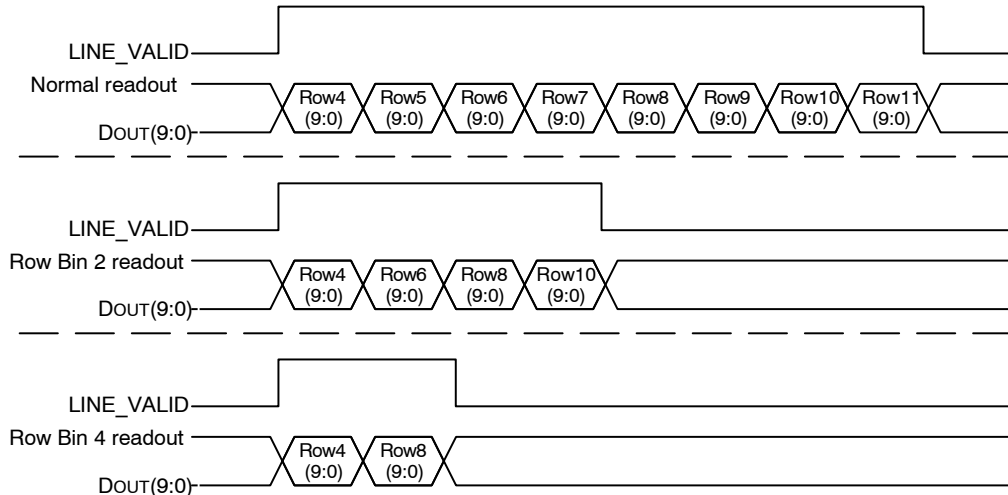 LINE_VALID
Normal readout
Row4 Row5 Row6 Row7 Row8 Row9 Row10 Row11
(9:0) (9:0) (9:0) (9:0) (9:0) (9:0) (9:0) (9:0)
DOUT(9:0)
LINE_VALID
Row Bin 2 readout
Row4 Row6 Row8 Row10
(9:0) (9:0) (9:0) (9:0)
DOUT(9:0)
LINE_VALID
Row Bin 4 readout
Row4 Row8
(9:0) (9:0)
DOUT(9:0)